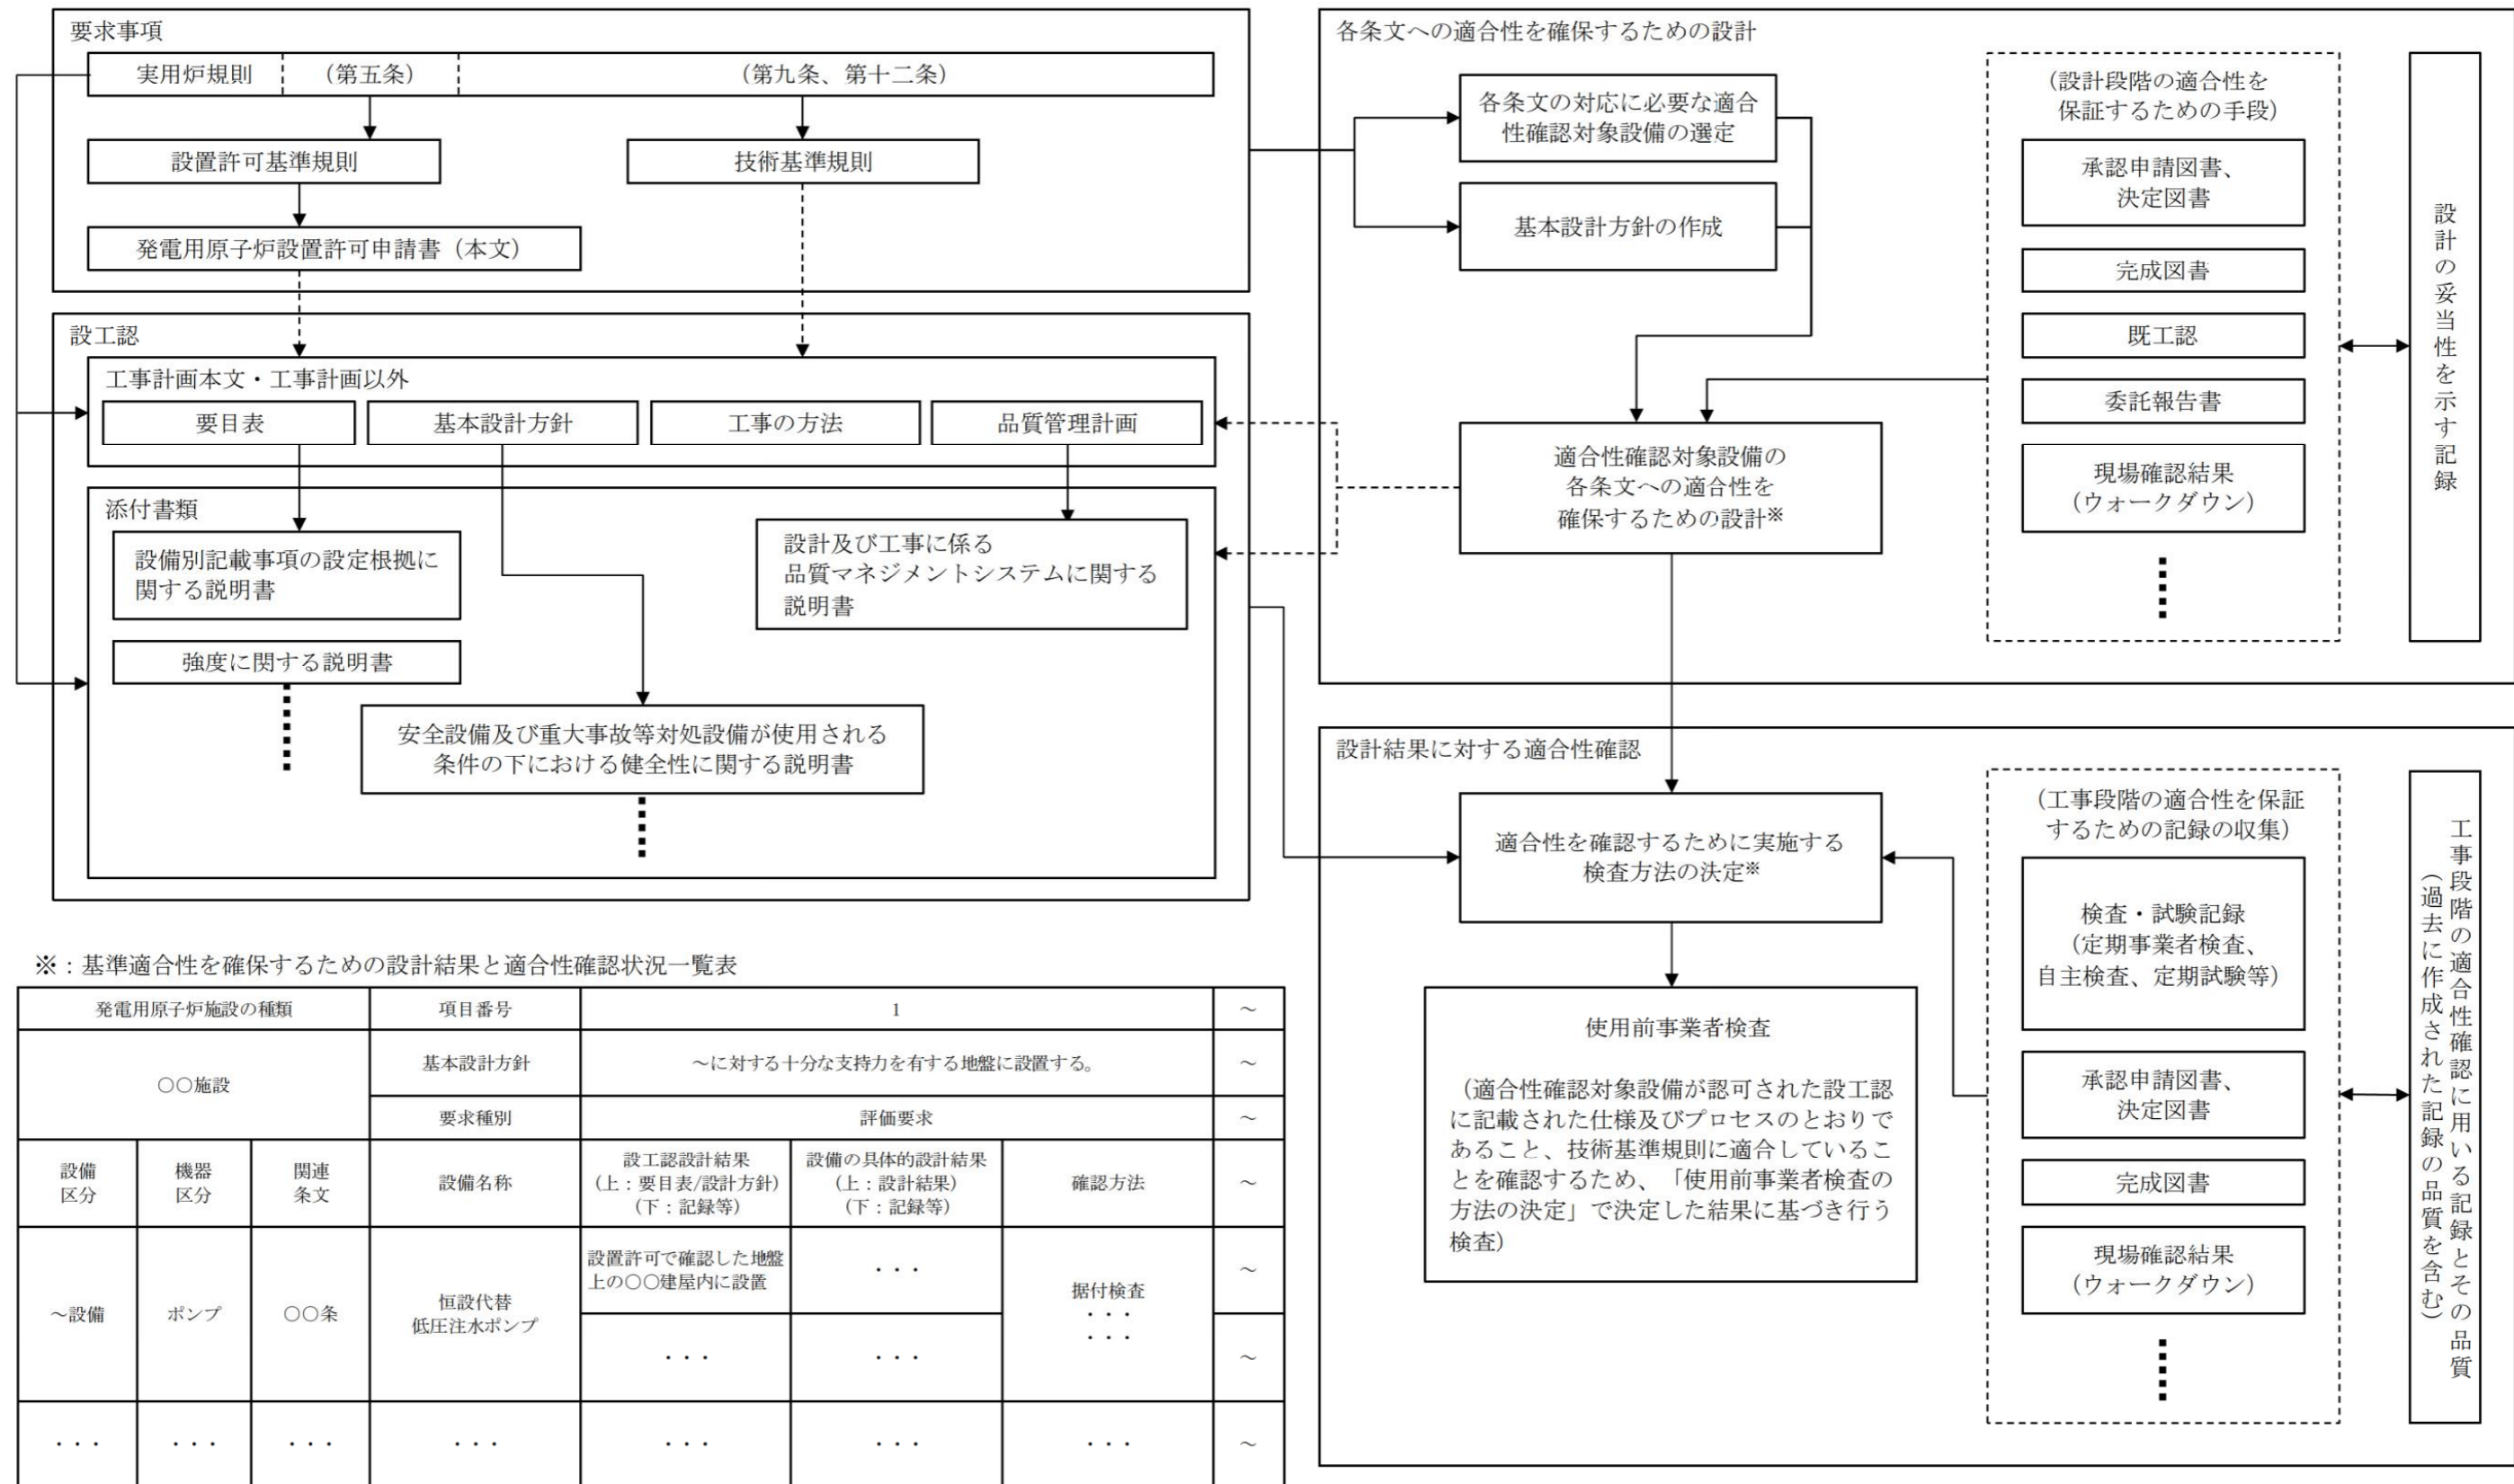 要求事項
実用炉規則
（第五条）
（第九条、第十二条）
設置許可基準規則
技術基準規則
発電用原子炉設置許可申請書（本文）
設工認
工事計画本文・工事計画以外
要目表
基本設計方針
工事の方法
品質管理計画
添付書類
設備別記載事項の設定根拠に
関する説明書
設計及び工事に係る
品質マネジメントシステムに関する
説明書
強度に関する説明書
安全設備及び重大事故等対処設備が使用される
条件の下における健全性に関する説明書
各条文への適合性を確保するための設計
各条文の対応に必要な適合
性確認対象設備の選定
基本設計方針の作成
適合性確認対象設備の
各条文への適合性を
確保するための設計※
（設計段階の適合性を
保証するための手段）
承認申請図書、
決定図書
完成図書
既工認
委託報告書
現場確認結果
（ウォークダウン）
設計の妥当性を示す記録
設計結果に対する適合性確認
適合性を確認するために実施する
検査方法の決定※
使用前事業者検査
（適合性確認対象設備が認可された設工認
に記載された仕様及びプロセスのとおりで
あること、技術基準規則に適合しているこ
とを確認するため、「使用前事業者検査の
方法の決定」で決定した結果に基づき行う
検査）
（工事段階の適合性を保証
するための記録の収集）
検査・試験記録
（定期事業者検査、
自主検査、定期試験等）
承認申請図書、
決定図書
完成図書
現場確認結果
（ウォークダウン）
工事段階の適合性確認に用いる記録とその品質
（過去に作成された記録の品質を含む）
※：基準適合性を確保するための設計結果と適合性確認状況一覧表
発電用原子炉施設の種類
項目番号
1
～
〇〇施設
基本設計方針
～に対する十分な支持力を有する地盤に設置する。
～
要求種別
評価要求
～
設備
区分
機器
区分
関連
条文
設備名称
設工認設計結果
（上：要目表/設計方針）
（下：記録等）
設備の具体的設計結果
（上：設計結果）
（下：記録等）
確認方法
～
～設備
ポンプ
〇〇条
恒設代替
低圧注水ポンプ
設置許可で確認した地盤
上の〇〇建屋内に設置
・・・
据付検査
・・・
・・・
～
・・・
・・・
～
・・・
・・・
・・・
・・・
・・・
・・・
・・・
～